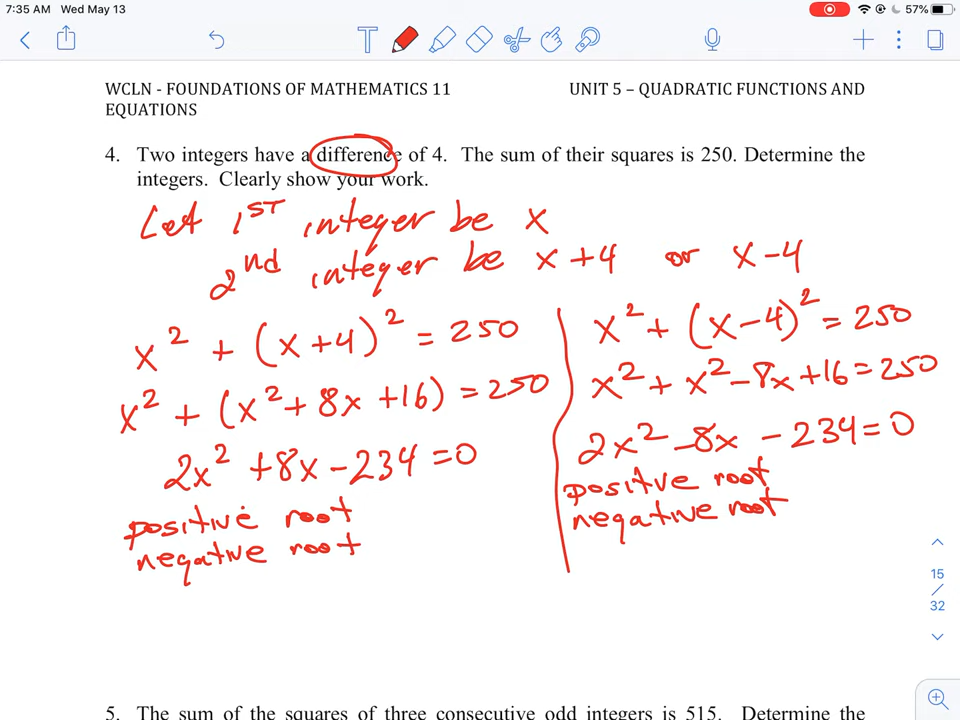 7:35 AM Wed May 13
57%
WCLN - FOUNDATIONS OF MATHEMATICS 11 UNIT 5 – QUADRATIC FUNCTIONS AND
EQUATIONS
4. Two integers have a difference of 4. The sum of their squares is 250. Determine the
integers. Clearly show your work.
Let 1ST integer be x
2nd integer be x + 4 or x - 4
x² + (x + 4)² = 250
x² + (x² + 8x + 16) = 250
2x² + 8x - 234 = 0
positive root
negative root
x² + (x - 4)² = 250
x² + x² - 8x + 16 = 250
2x² - 8x - 234 = 0
positve root
negative root
15
/
32
5. The sum of the squares of three consecutive odd integers is 515. Determine the